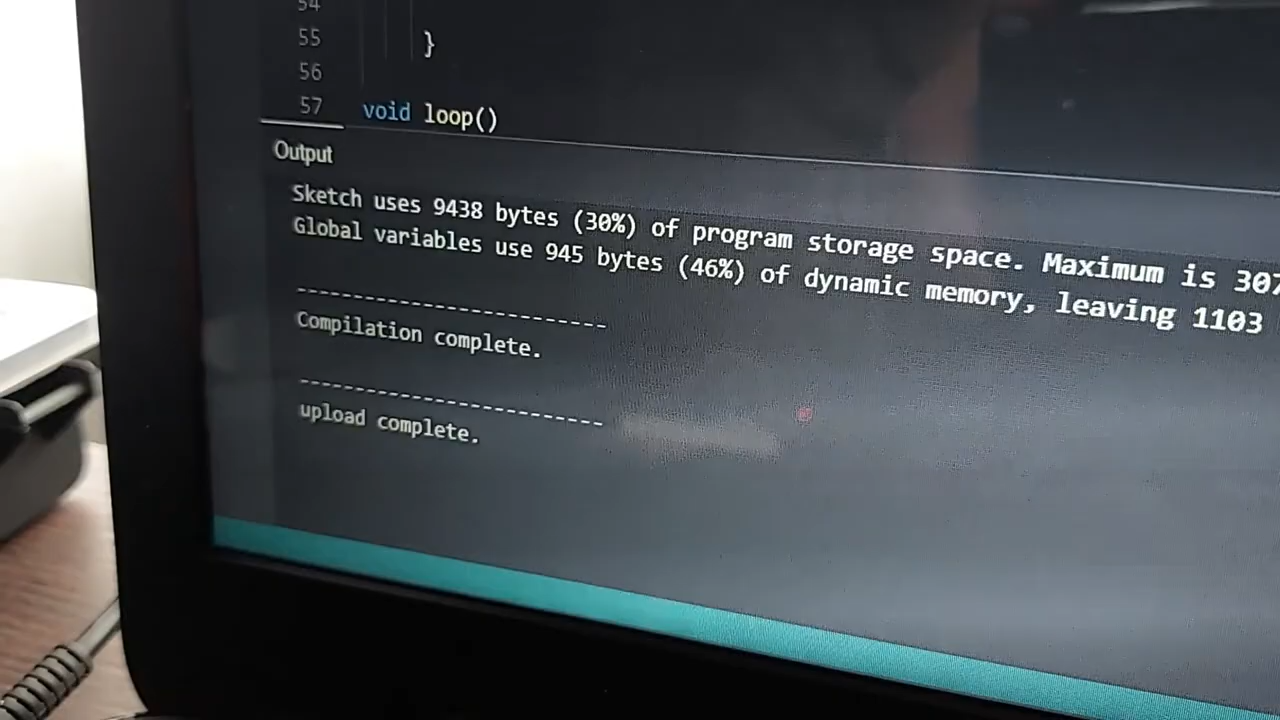 54
55 }
56
57 void loop()
Output
Sketch uses 9438 bytes (30%) of program storage space. Maximum is 307
Global variables use 945 bytes (46%) of dynamic memory, leaving 1103
--------------------------
Compilation complete.
--------------------------
upload complete.